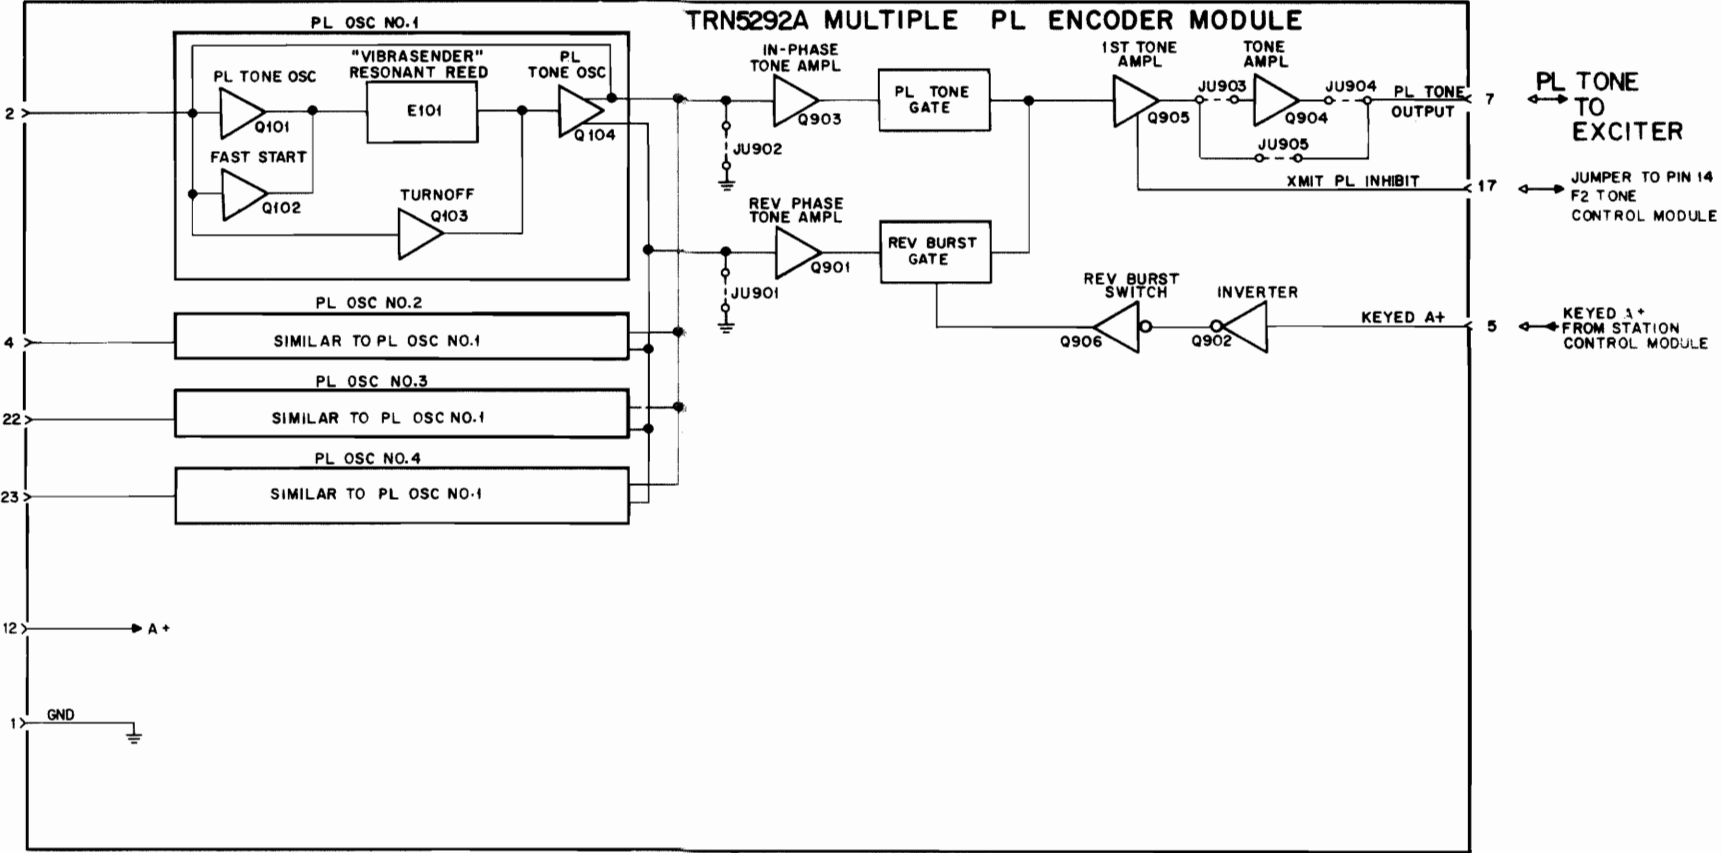 TRN5292A MULTIPLE PL ENCODER MODULE
PL OSC NO.1
"VIBRASENDER"
RESONANT REED
PL TONE OSC
PL
TONE OSC
E101
Q101
Q104
FAST START
Q102
TURNOFF
Q103
2
IN-PHASE
TONE AMPL
Q903
PL TONE
GATE
JU902
REV PHASE
TONE AMPL
Q901
REV BURST
GATE
JU901
1ST TONE
AMPL
Q905
TONE
AMPL
Q904
JU903
JU904
JU905
PL TONE
OUTPUT
7
PL TONE
TO
EXCITER
XMIT PL INHIBIT
17
JUMPER TO PIN 14
F2 TONE
CONTROL MODULE
REV BURST
SWITCH
Q906
INVERTER
Q902
KEYED A+
5
KEYED A+
FROM STATION
CONTROL MODULE
PL OSC NO.2
4
SIMILAR TO PL OSC NO.1
PL OSC NO.3
22
SIMILAR TO PL OSC NO.1
PL OSC NO.4
23
SIMILAR TO PL OSC NO.1
12
A+
1
GND